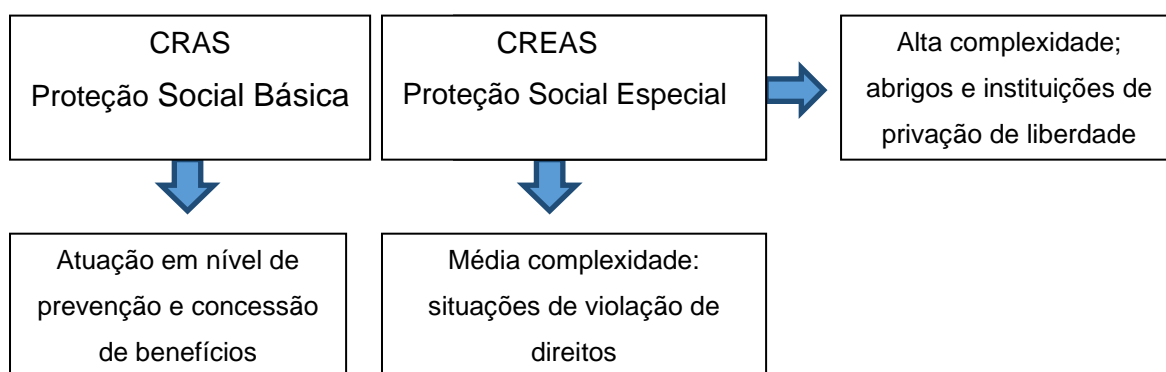 CRAS
Proteção Social Básica
CREAS
Proteção Social Especial
Alta complexidade;
abrigos e instituições de
privação de liberdade
Atuação em nível de
prevenção e concessão
de benefícios
Média complexidade:
situações de violação de
direitos